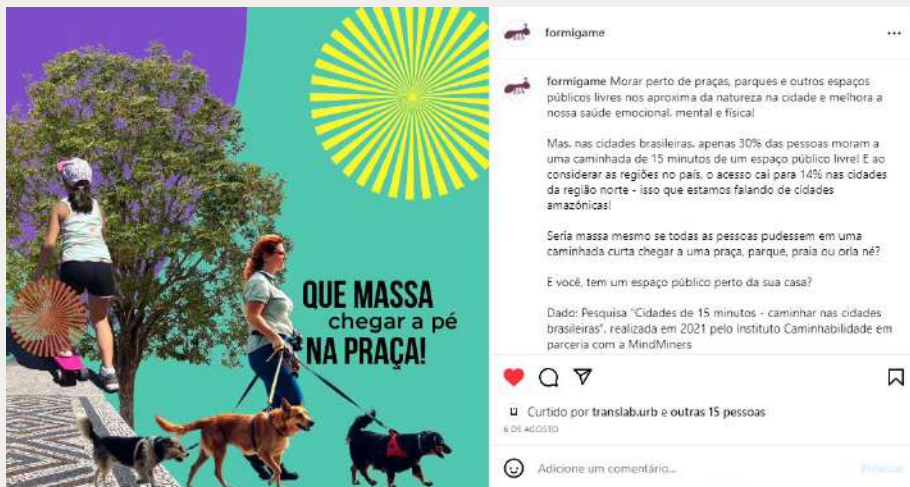 QUE MASSA
chegar a pé
NA PRAÇA!
formigame
formigame Morar perto de praças, parques e outros espaços
públicos livres nos aproxima da natureza na cidade e melhora a
nossa saúde emocional, mental e física!
Mas, nas cidades brasileiras, apenas 30% das pessoas moram a
uma caminhada de 15 minutos de um espaço público livre! E ao
considerar as regiões no país, o acesso cai para 14% nas cidades
da região norte - isso que estamos falando de cidades
amazônicas!
Seria massa mesmo se todas as pessoas pudessem em uma
caminhada curta chegar a uma praça, parque, praia ou orla né?
E você, tem um espaço público perto da sua casa?
Dado: Pesquisa "Cidades de 15 minutos - caminhar nas cidades
brasileiras", realizada em 2021 pelo Instituto Caminhabilidade em
parceria com a MindMiners
Curtido por translab.urb e outras 15 pessoas
6 DE AGOSTO
Adicione um comentário...
Publicar